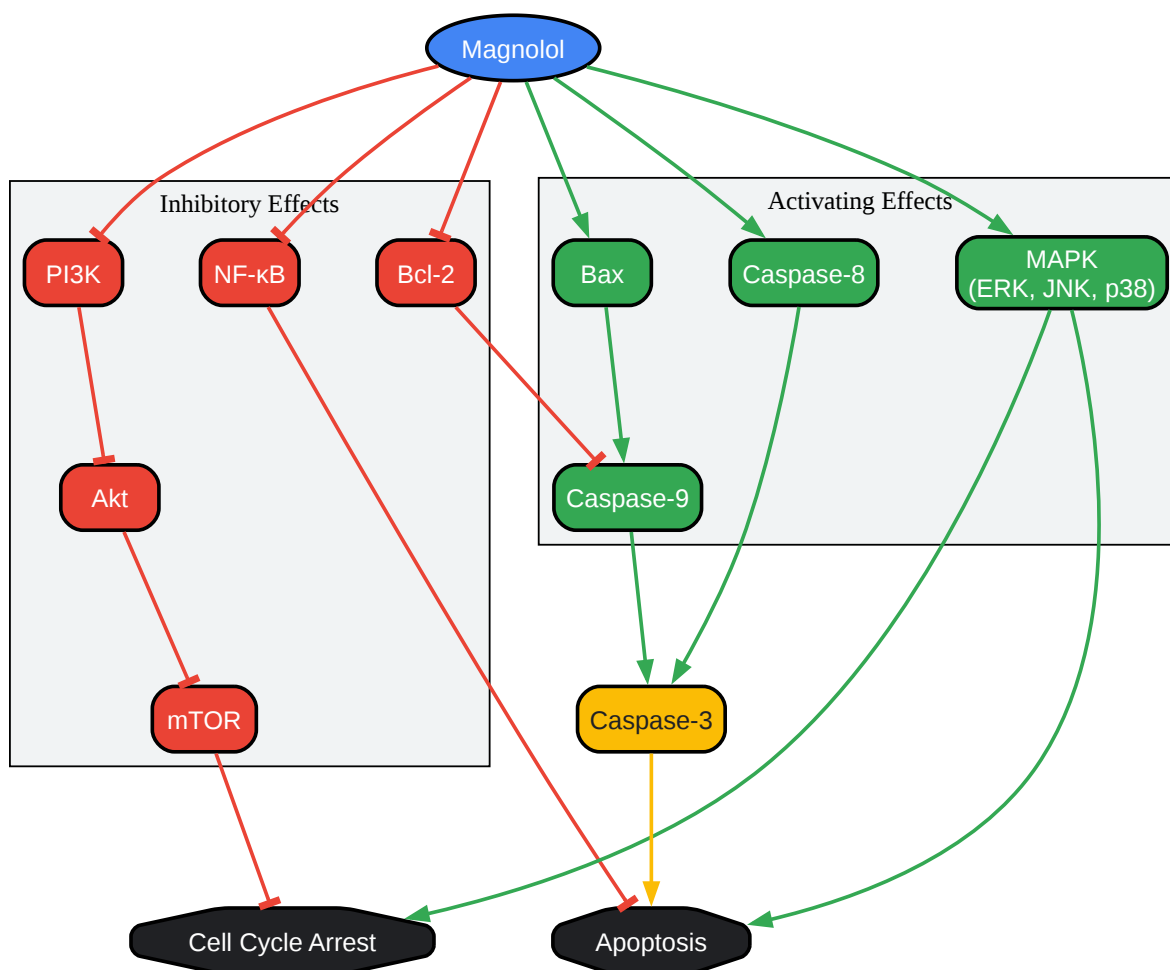 Magnolol
Inhibitory Effects
Activating Effects
PI3K
NF-κB
Bcl-2
Bax
Caspase-8
MAPK
(ERK, JNK, p38)
Akt
Caspase-9
mTOR
Caspase-3
Cell Cycle Arrest
Apoptosis